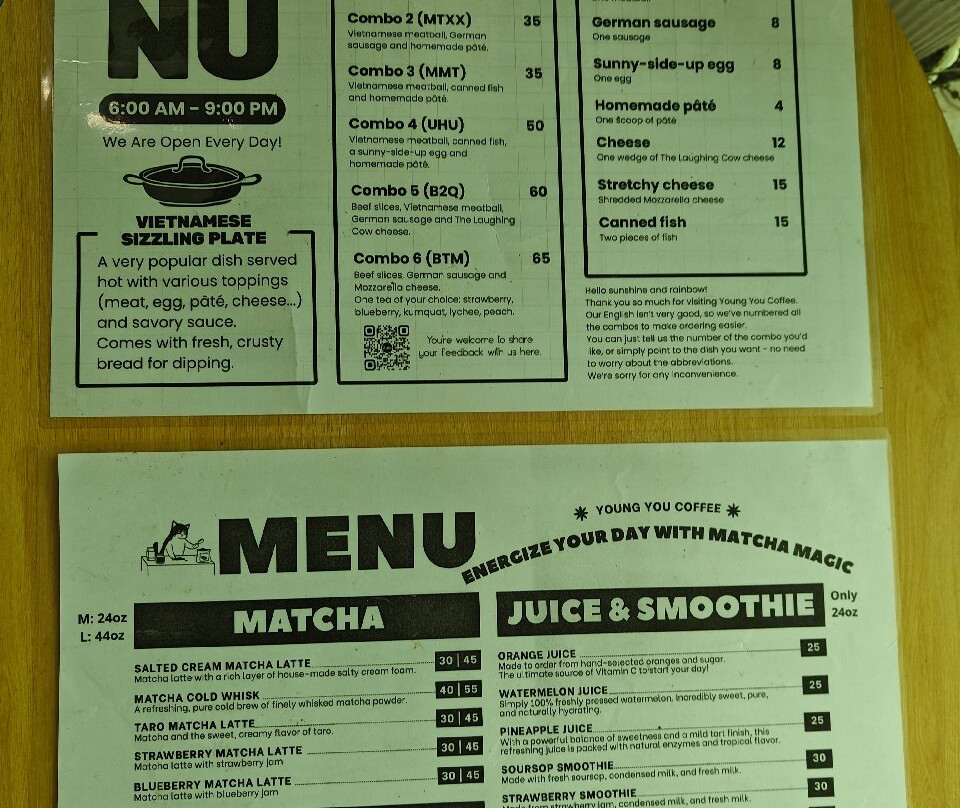 NU
6:00 AM – 9:00 PM
We Are Open Every Day!
VIETNAMESE
SIZZLING PLATE
A very popular dish served
hot with various toppings
(meat, egg, pâté, cheese...)
and savory sauce.
Comes with fresh, crusty
bread for dipping.
Combo 2 (MTXX) 35
Vietnamese meatball, German
sausage and homemade pâté.
Combo 3 (MMT) 35
Vietnamese meatball, canned fish
and homemade pâté.
Combo 4 (UHU) 50
Vietnamese meatball, canned fish,
a sunny-side-up egg and
homemade pâté.
Combo 5 (B2Q) 60
Beef slices, Vietnamese meatball,
German sausage and The Laughing
Cow cheese.
Combo 6 (BTM) 65
Beef slices, German sausage and
Mozzarella cheese.
One tea of your choice: strawberry,
blueberry, kumquat, lychee, peach.
You're welcome to share
your feedback with us here.
German sausage 8
One sausage
Sunny-side-up egg 8
One egg
Homemade pâté 4
One scoop of pâté
Cheese 12
One wedge of The Laughing Cow cheese
Stretchy cheese 15
Shredded Mozzarella cheese
Canned fish 15
Two pieces of fish
Hello sunshine and rainbow!
Thank you so much for visiting Young You Coffee.
Our English isn't very good, so we've numbered all
the combos to make ordering easier.
You can just tell us the number of the combo you'd
like, or simply point to the dish you want – no need
to worry about the abbreviations.
We're sorry for any inconvenience.
MENU
YOUNG YOU COFFEE
ENERGIZE YOUR DAY WITH MATCHA MAGIC
M: 24oz
L: 44oz
MATCHA
SALTED CREAM MATCHA LATTE 30 | 45
Matcha latte with a rich layer of house-made salty cream foam.
MATCHA COLD WHISK 40 | 55
A refreshing, pure cold brew of finely whisked matcha powder.
TARO MATCHA LATTE 30 | 45
Matcha and the sweet, creamy flavor of taro.
STRAWBERRY MATCHA LATTE 30 | 45
Matcha latte with strawberry jam
BLUEBERRY MATCHA LATTE 30 | 45
Matcha latte with blueberry jam
JUICE & SMOOTHIE
Only
24oz
ORANGE JUICE 25
Made to order from hand-selected oranges and sugar.
The ultimate source of Vitamin C to start your day!
WATERMELON JUICE 25
Simply 100% freshly pressed watermelon. Incredibly sweet, pure,
and naturally hydrating.
PINEAPPLE JUICE 25
With a powerful balance of sweetness and a mild tart finish, this
refreshing juice is packed with natural enzymes and tropical flavor.
SOURSOP SMOOTHIE 30
Made with fresh soursop, condensed milk, and fresh milk.
STRAWBERRY SMOOTHIE 30
Made from strawberry jam, condensed milk, and fresh milk.